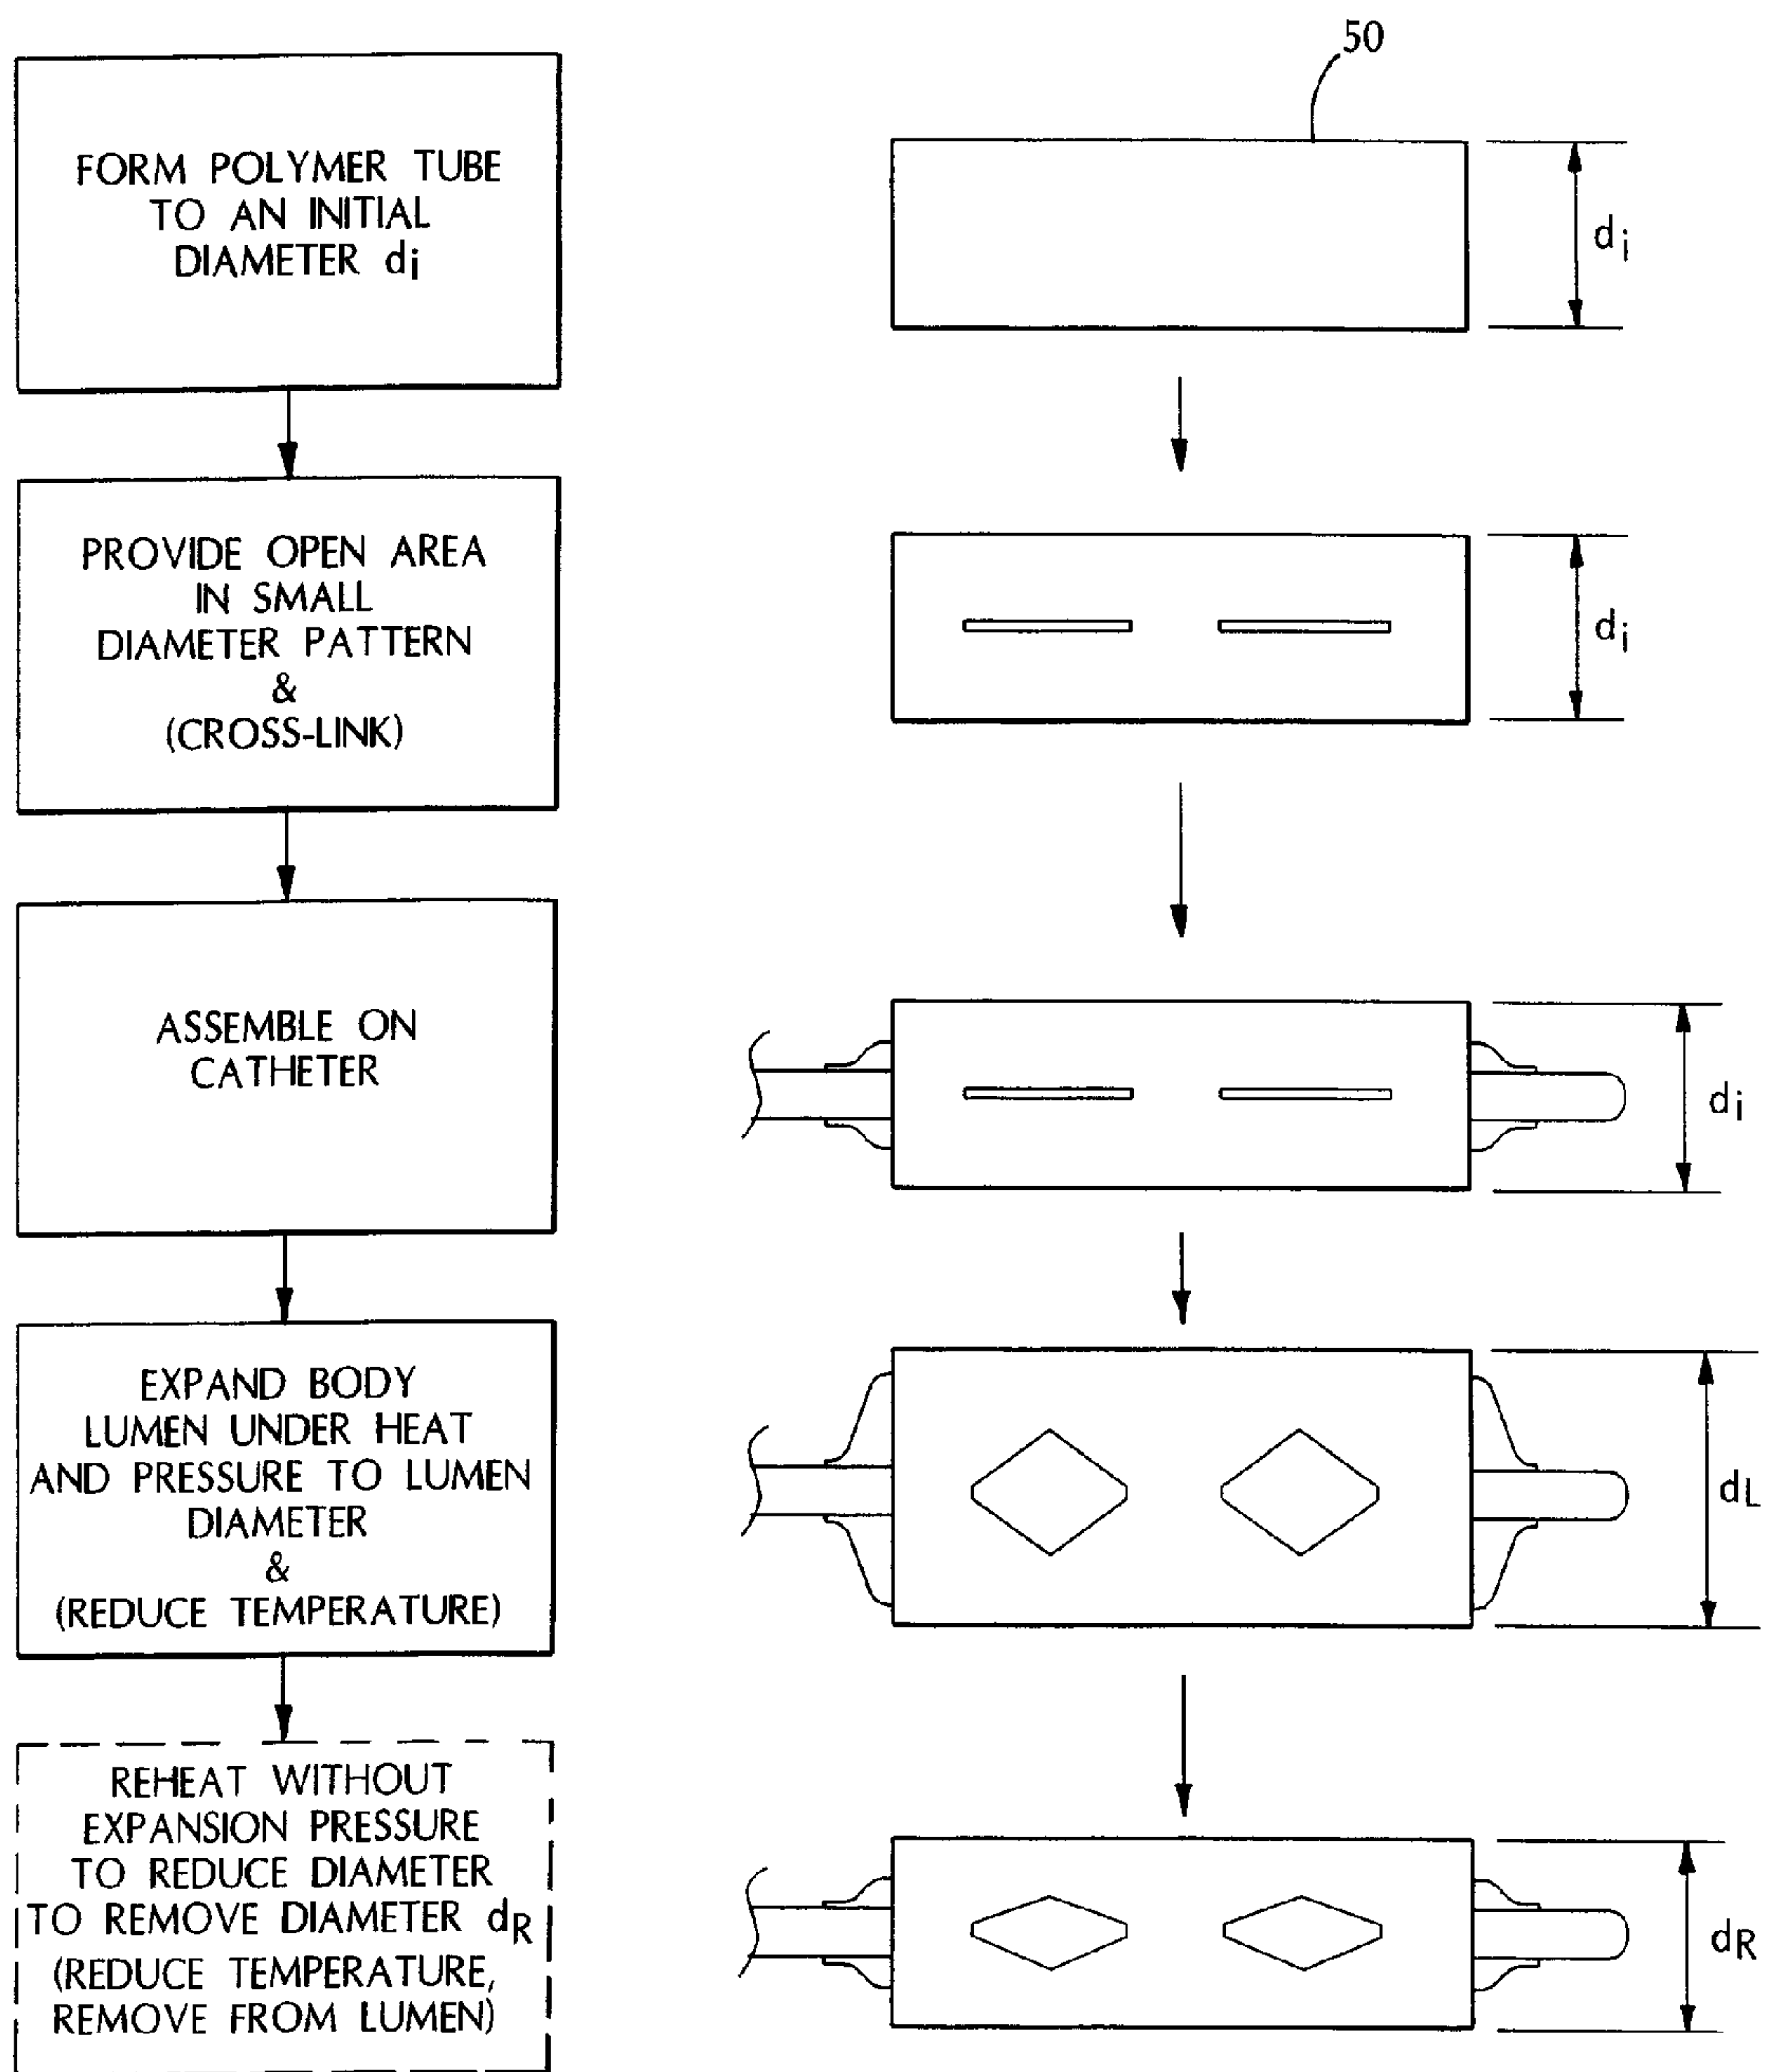 50
FORM POLYMER TUBE
TO AN INITIAL
DIAMETER di
di
PROVIDE OPEN AREA
IN SMALL
DIAMETER PATTERN
&
(CROSS-LINK)
di
ASSEMBLE ON
CATHETER
di
EXPAND BODY
LUMEN UNDER HEAT
AND PRESSURE TO LUMEN
DIAMETER
&
(REDUCE TEMPERATURE)
dL
REHEAT WITHOUT
EXPANSION PRESSURE
TO REDUCE DIAMETER
TO REMOVE DIAMETER dR
(REDUCE TEMPERATURE,
REMOVE FROM LUMEN)
dR